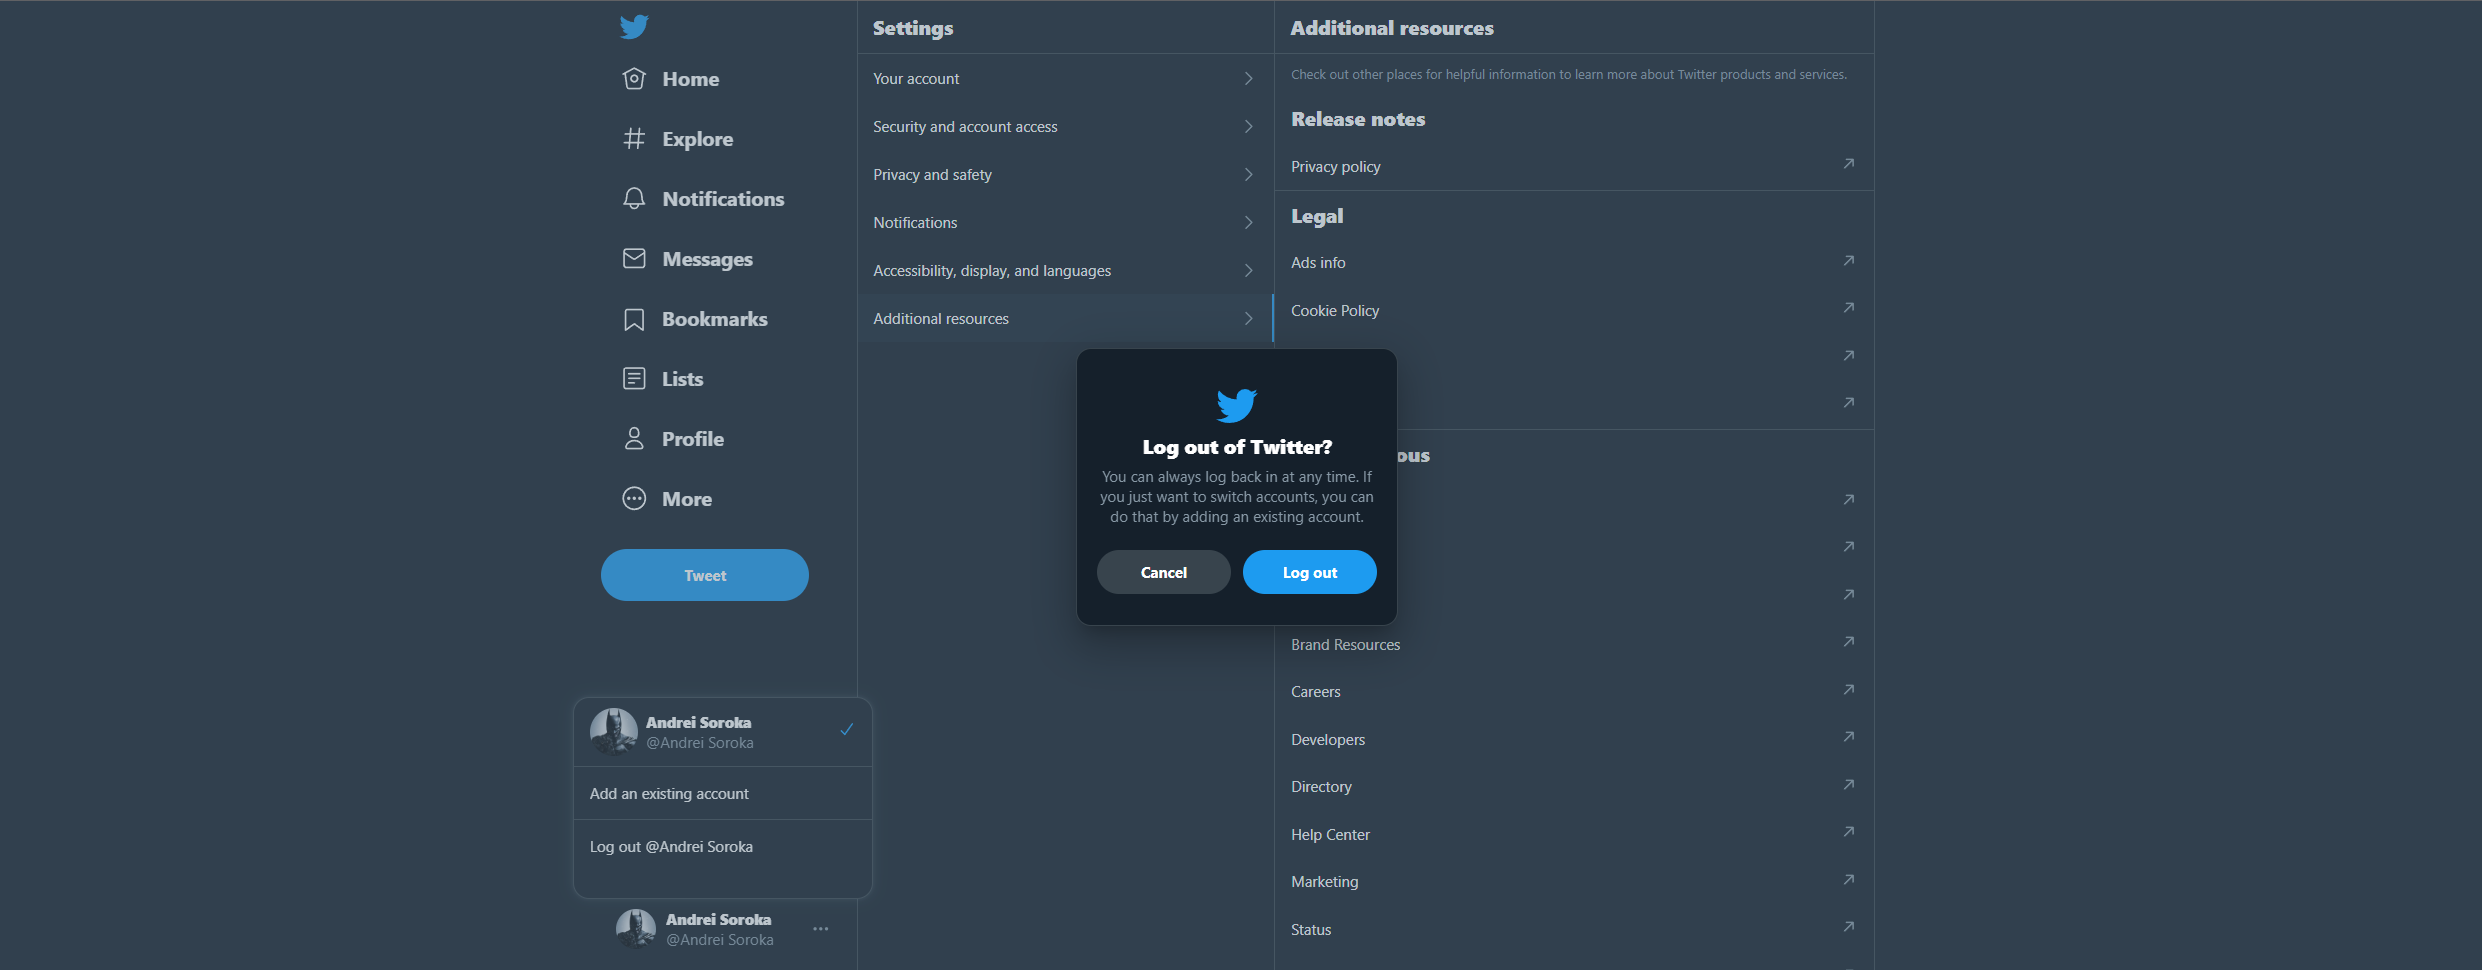 Home
Explore
Notifications
Messages
Bookmarks
Lists
Profile
More
Tweet
Andrei Soroka
@Andrei Soroka
Add an existing account
Log out @Andrei Soroka
Andrei Soroka
@Andrei Soroka
Settings
Your account
Security and account access
Privacy and safety
Notifications
Accessibility, display, and languages
Additional resources
Additional resources
Check out other places for helpful information to learn more about Twitter products and services.
Release notes
Privacy policy
Legal
Ads info
Cookie Policy
ous
Brand Resources
Careers
Developers
Directory
Help Center
Marketing
Status
Log out of Twitter?
You can always log back in at any time. If
you just want to switch accounts, you can
do that by adding an existing account.
Cancel
Log out